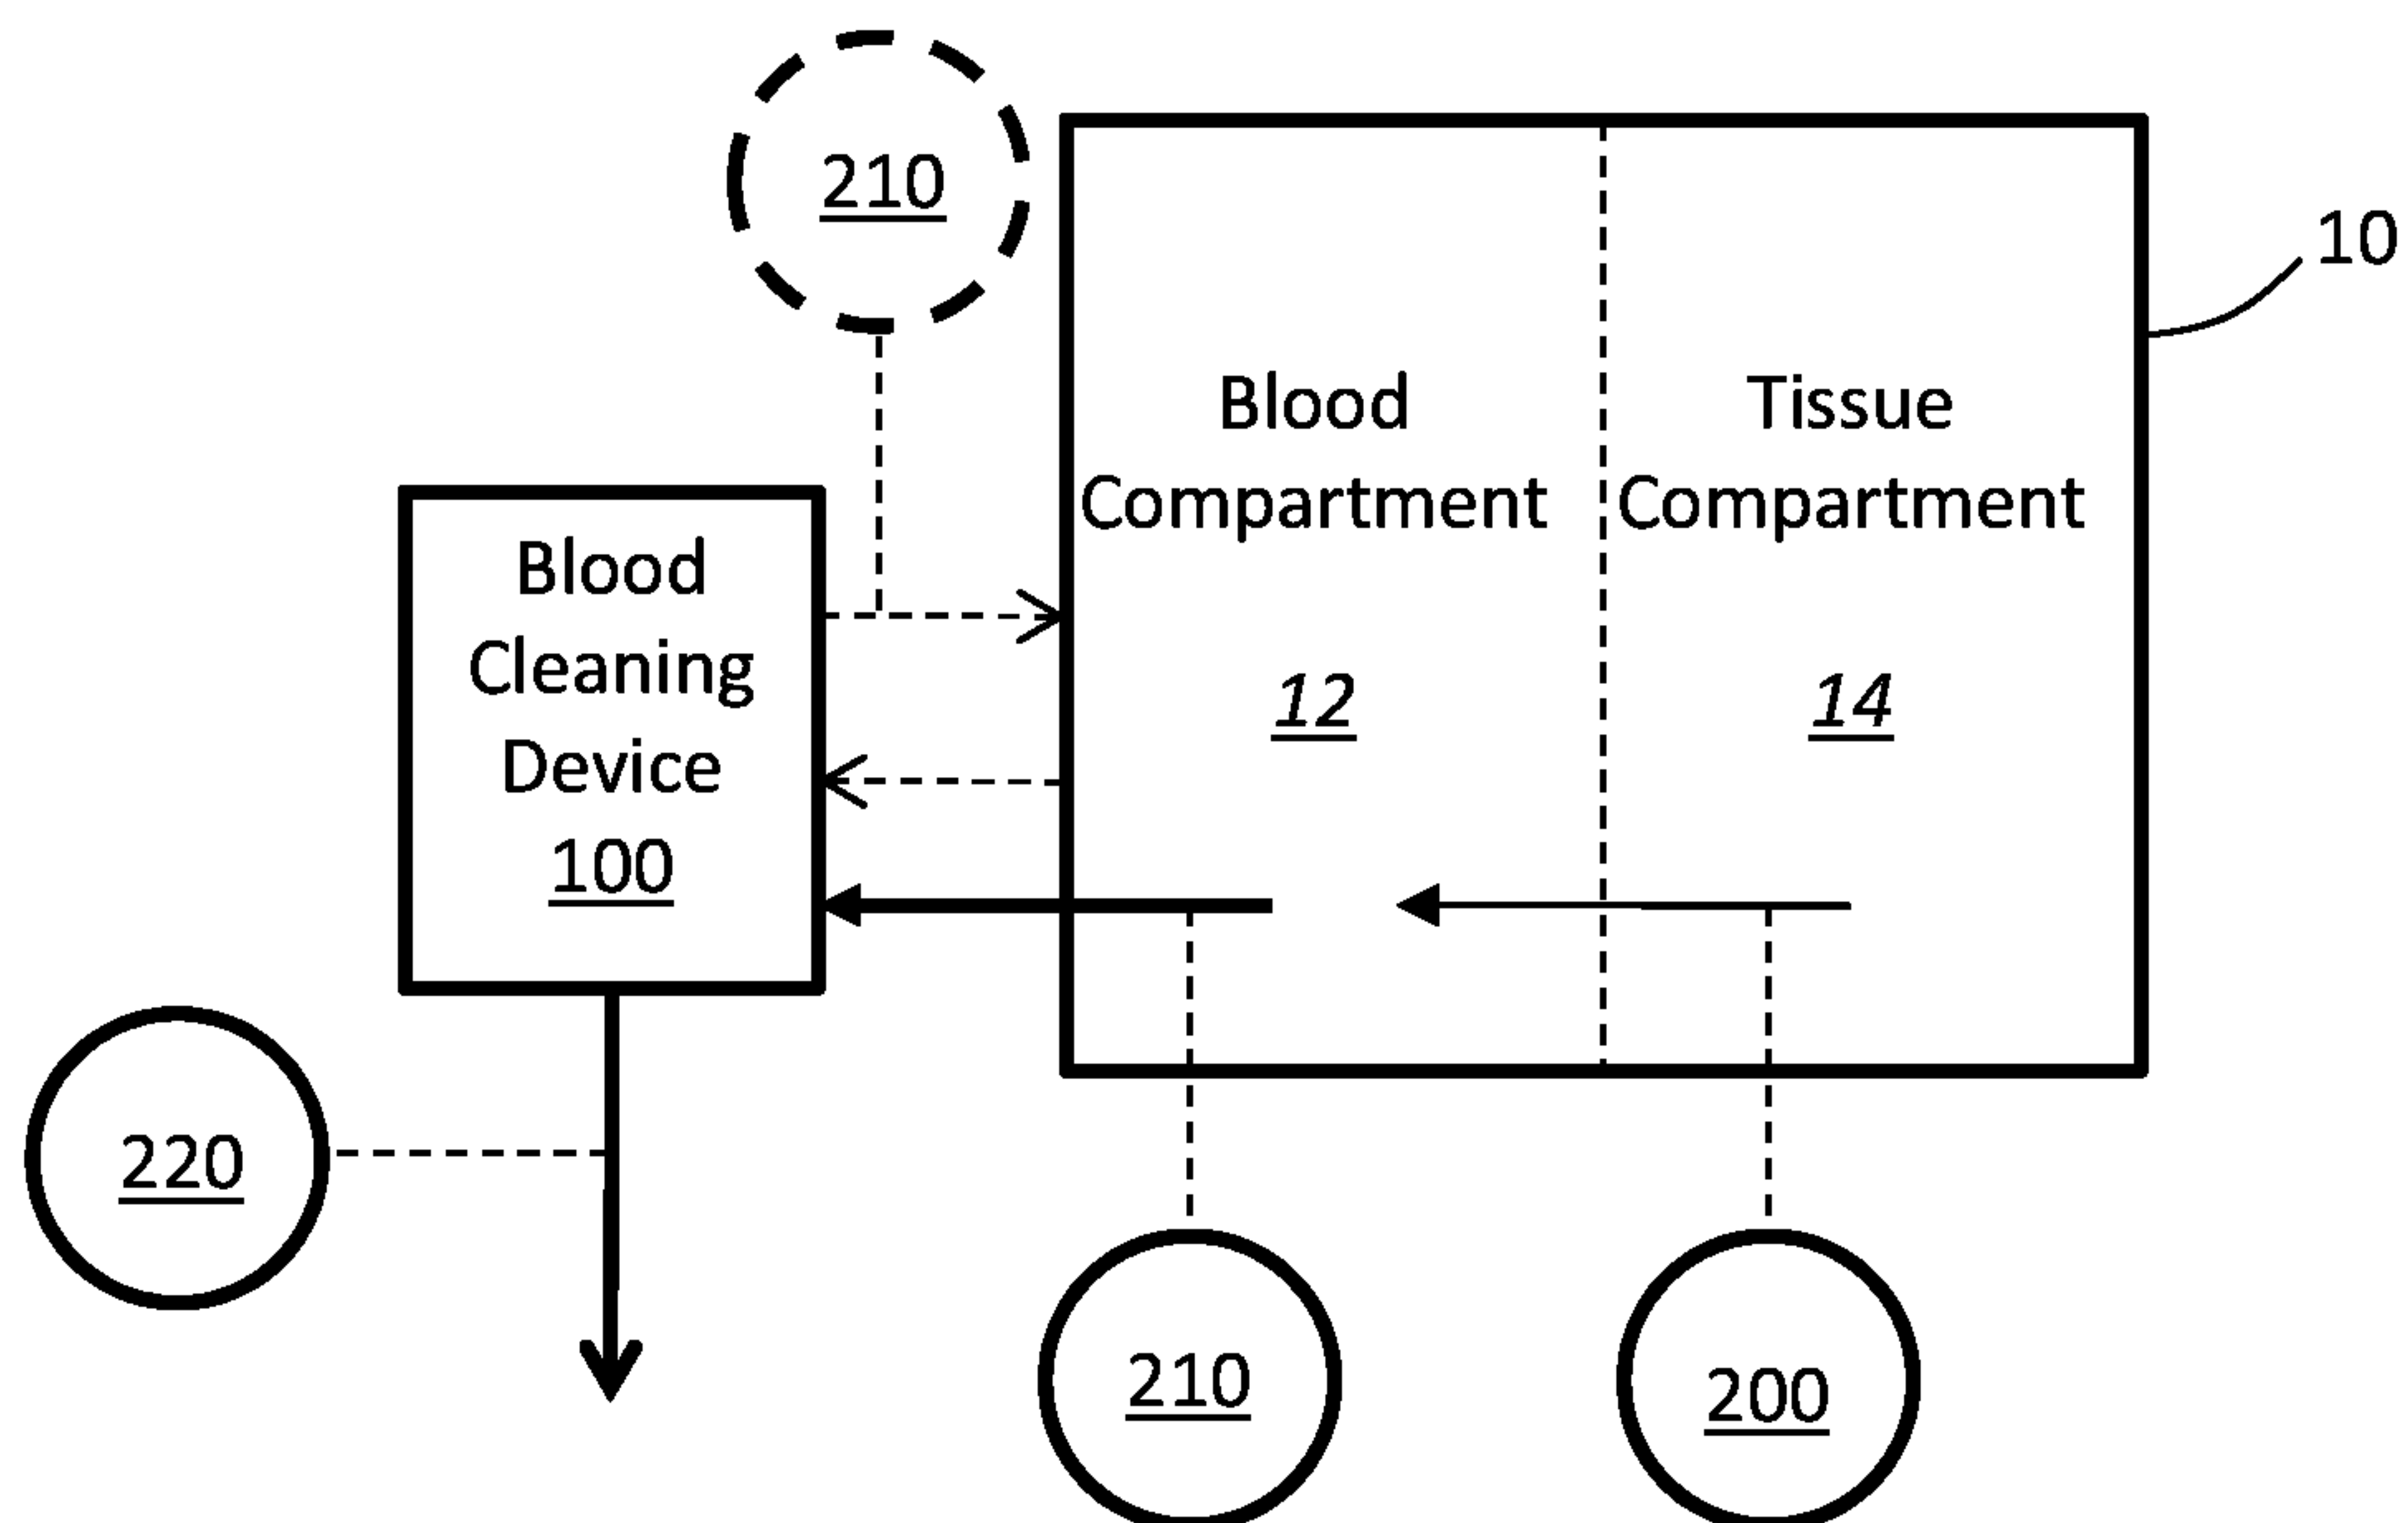 210
10
Blood
Compartment
12
Tissue
Compartment
14
Blood
Cleaning
Device
100
220
210
200